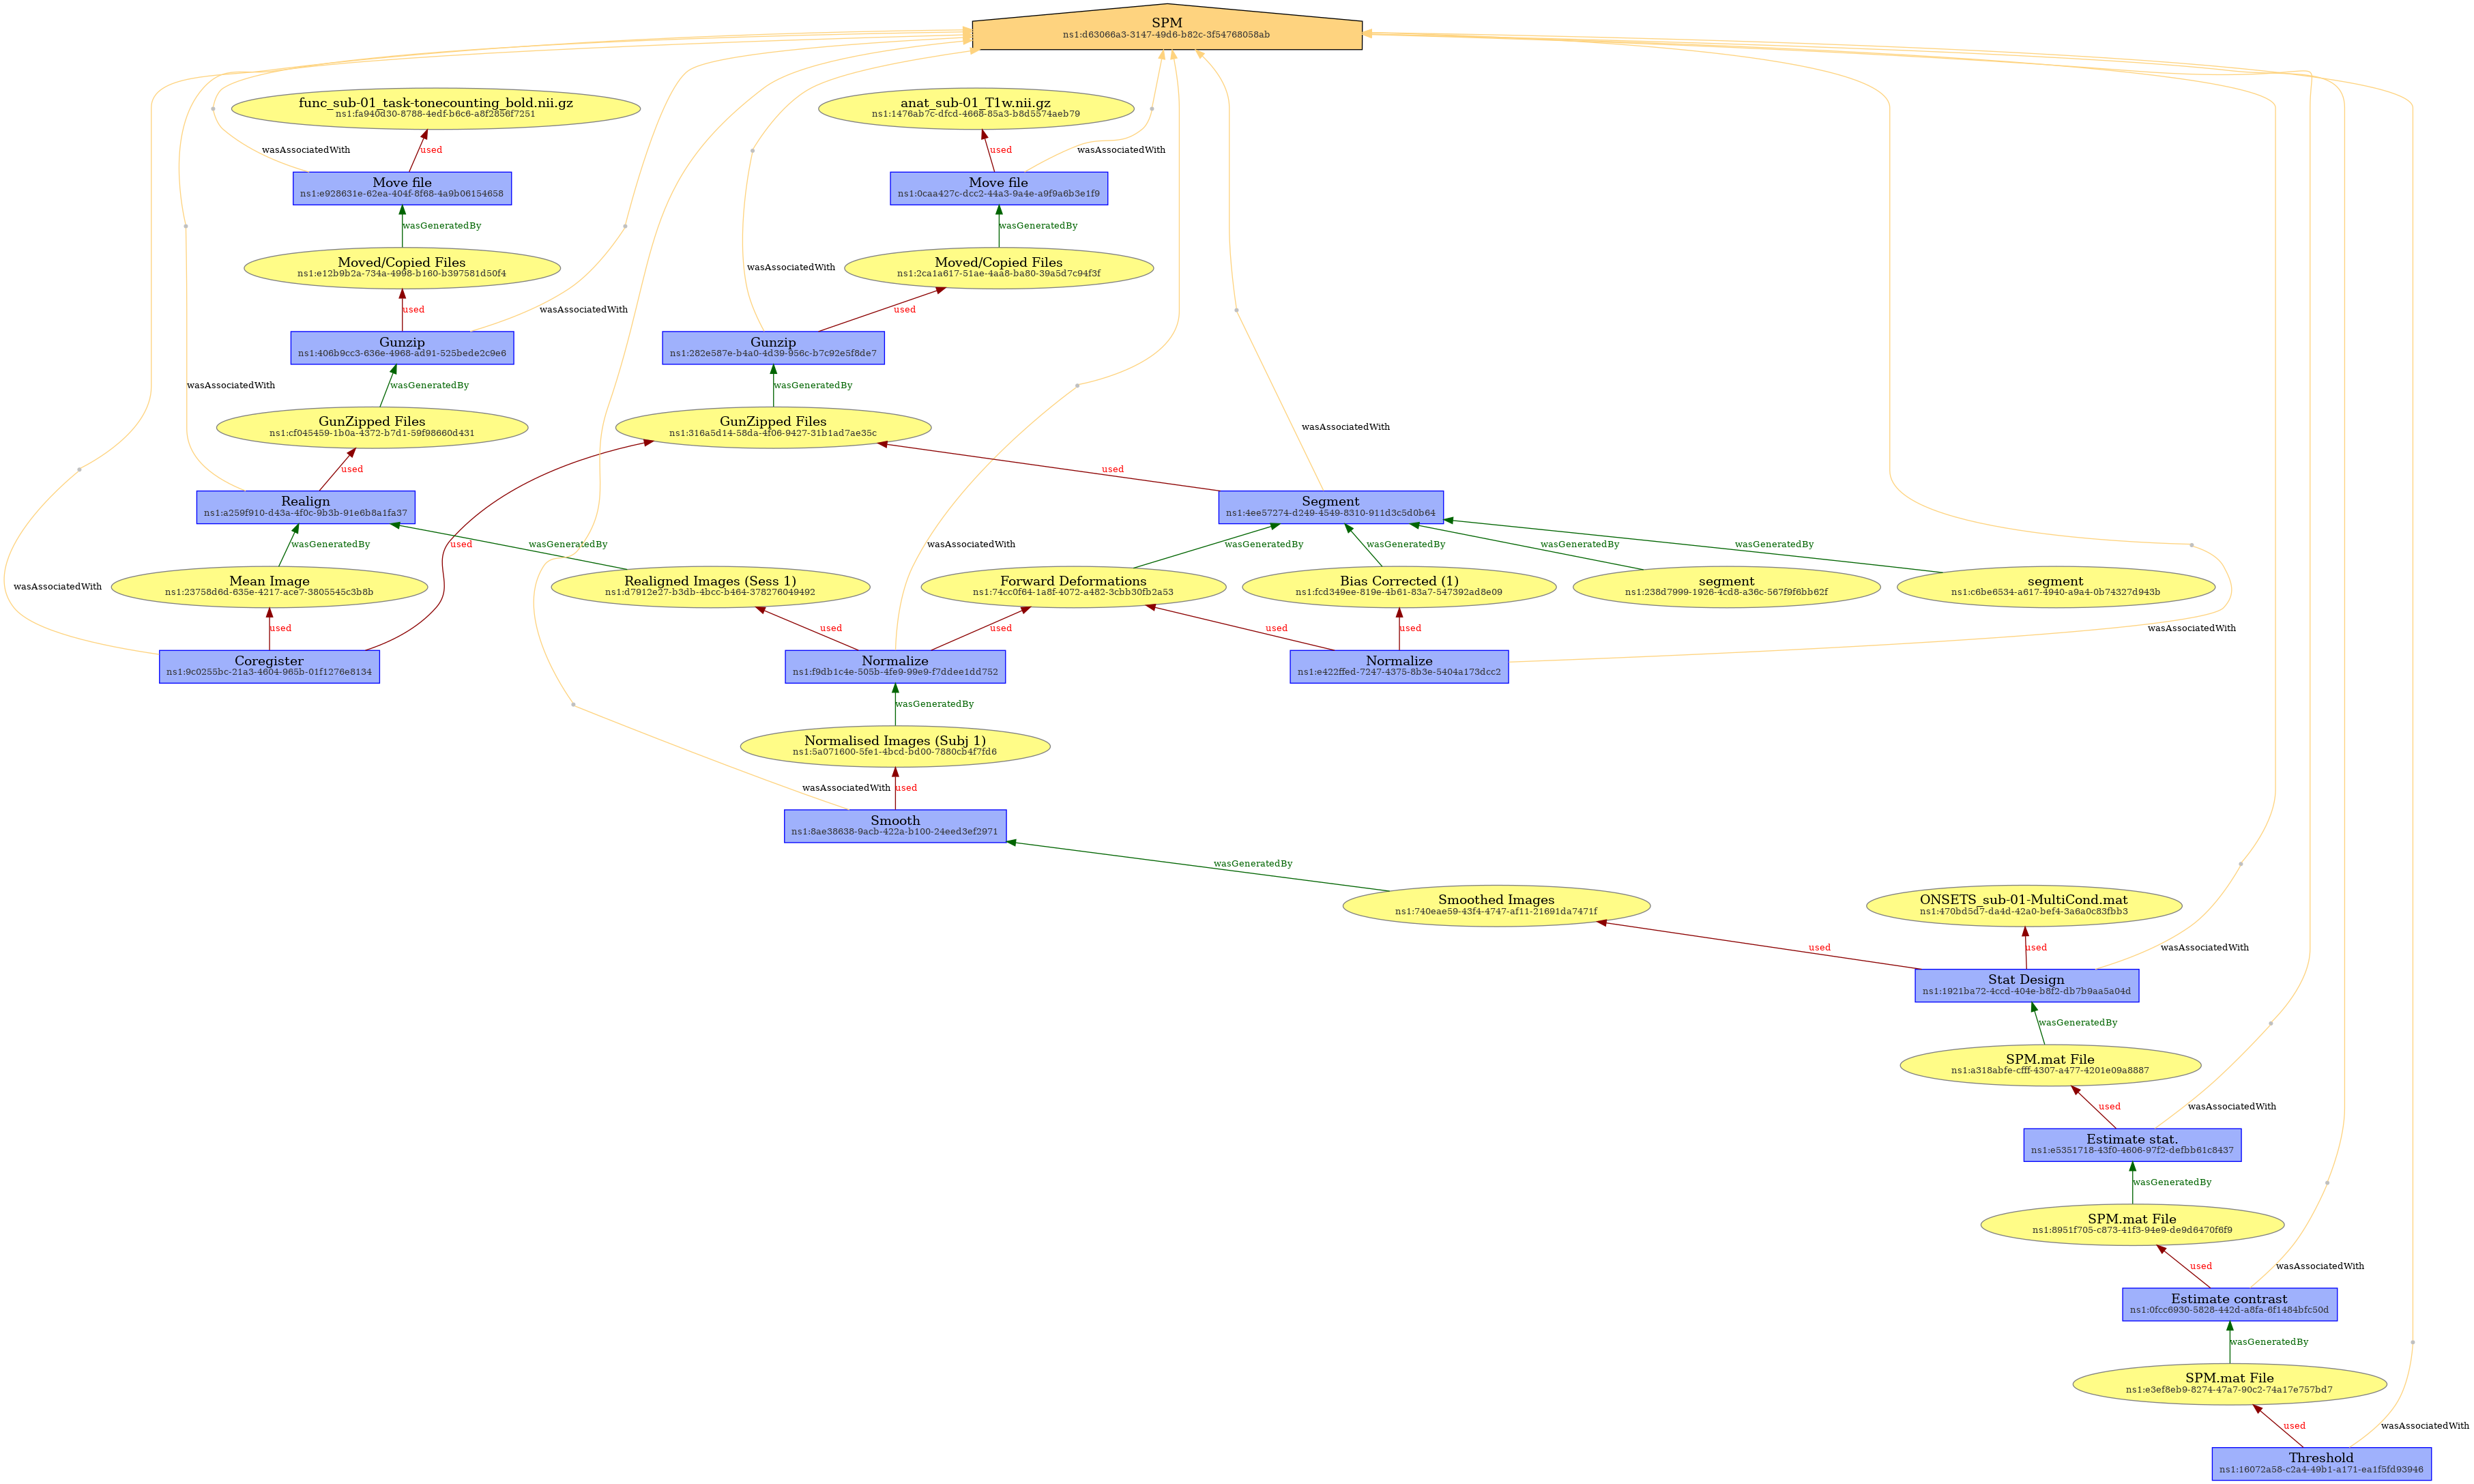 SPM
ns1:d63066a3-3147-49d6-b82c-3f54768058ab
func_sub-01_task-tonecounting_bold.nii.gz
ns1:fa940d30-8788-4edf-b6c6-a8f2856f7251
anat_sub-01_T1w.nii.gz
ns1:1476ab7c-dfcd-4668-85a3-b8d5574aeb79
wasAssociatedWith
used
used
wasAssociatedWith
Move file
ns1:e928631e-62ea-404f-8f68-4a9b06154658
Move file
ns1:0caa427c-dcc2-44a3-9a4e-a9f9a6b3e1f9
wasGeneratedBy
wasGeneratedBy
Moved/Copied Files
ns1:e12b9b2a-734a-4998-b160-b397581d50f4
wasAssociatedWith
Moved/Copied Files
ns1:2ca1a617-51ae-4aa8-ba80-39a5d7c94f3f
used
wasAssociatedWith
used
Gunzip
ns1:406b9cc3-636e-4968-ad91-525bede2c9e6
Gunzip
ns1:282e587e-b4a0-4d39-956c-b7c92e5f8de7
wasAssociatedWith
wasGeneratedBy
wasGeneratedBy
GunZipped Files
ns1:cf045459-1b0a-4372-b7d1-59f98660d431
GunZipped Files
ns1:316a5d14-58da-4f06-9427-31b1ad7ae35c
wasAssociatedWith
used
used
Realign
ns1:a259f910-d43a-4f0c-9b3b-91e6b8a1fa37
Segment
ns1:4ee57274-d249-4549-8310-911d3c5d0b64
wasGeneratedBy
used
wasGeneratedBy
wasAssociatedWith
wasGeneratedBy
wasGeneratedBy
wasGeneratedBy
wasGeneratedBy
wasAssociatedWith
Mean Image
ns1:23758d6d-635e-4217-ace7-3805545c3b8b
Realigned Images (Sess 1)
ns1:d7912e27-b3db-4bcc-b464-378276049492
Forward Deformations
ns1:74cc0f64-1a8f-4072-a482-3cbb30fb2a53
Bias Corrected (1)
ns1:fcd349ee-819e-4b61-83a7-547392ad8e09
segment
ns1:238d7999-1926-4cd8-a36c-567f9f6bb62f
segment
ns1:c6be6534-a617-4940-a9a4-0b74327d943b
used
used
used
used
used
wasAssociatedWith
Coregister
ns1:9c0255bc-21a3-4604-965b-01f1276e8134
Normalize
ns1:f9db1c4e-505b-4fe9-99e9-f7ddee1dd752
Normalize
ns1:e422ffed-7247-4375-8b3e-5404a173dcc2
wasGeneratedBy
Normalised Images (Subj 1)
ns1:5a071600-5fe1-4bcd-bd00-7880cb4f7fd6
wasAssociatedWith
used
Smooth
ns1:8ae38638-9acb-422a-b100-24eed3ef2971
wasGeneratedBy
Smoothed Images
ns1:740eae59-43f4-4747-af11-21691da7471f
ONSETS_sub-01-MultiCond.mat
ns1:470bd5d7-da4d-42a0-bef4-3a6a0c83fbb3
used
used
wasAssociatedWith
Stat Design
ns1:1921ba72-4ccd-404e-b8f2-db7b9aa5a04d
wasGeneratedBy
SPM.mat File
ns1:a318abfe-cfff-4307-a477-4201e09a8887
used
wasAssociatedWith
Estimate stat.
ns1:e5351718-43f0-4606-97f2-defbb61c8437
wasGeneratedBy
SPM.mat File
ns1:8951f705-c873-41f3-94e9-de9d6470f6f9
used
wasAssociatedWith
Estimate contrast
ns1:0fcc6930-5828-442d-a8fa-6f1484bfc50d
wasGeneratedBy
SPM.mat File
ns1:e3ef8eb9-8274-47a7-90c2-74a17e757bd7
used
wasAssociatedWith
Threshold
ns1:16072a58-c2a4-49b1-a171-ea1f5fd93946